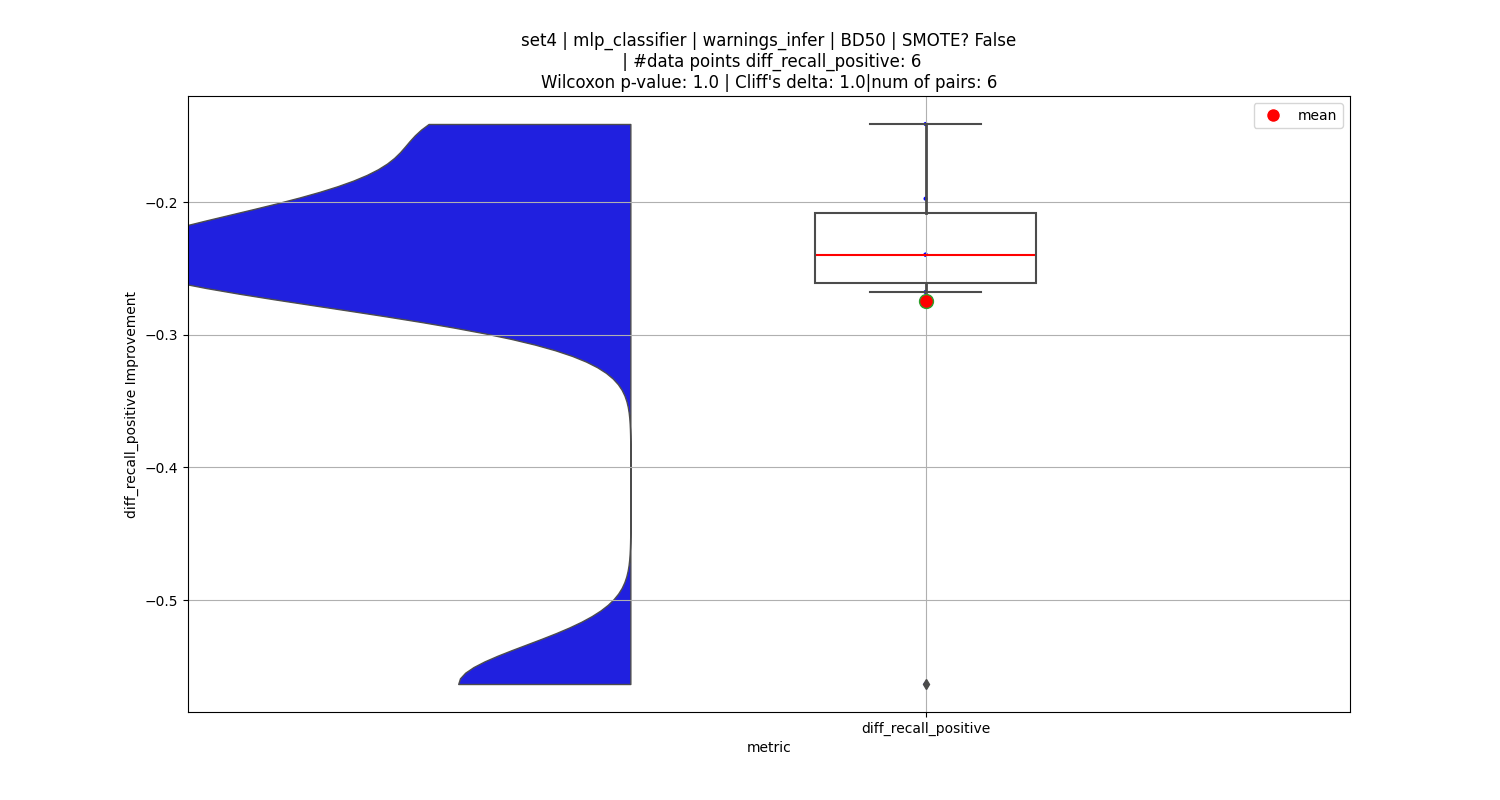 set4 | mlp_classifier | warnings_infer | BD50 | SMOTE? False
| #data points diff_recall_positive: 6
Wilcoxon p-value: 1.0 | Cliff's delta: 1.0|num of pairs: 6
mean
−0.2
−0.3
−0.4
−0.5
diff_recall_positive Improvement
diff_recall_positive
metric